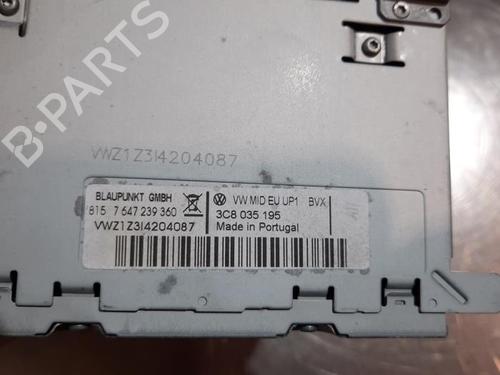 VWZ1Z3I4204087
BLAUPUNKT GMBH
815 7 647 239 360
VWZ1Z3I4204087
VW MID EU UP1 BVX
3C8 035 195
Made in Portugal
B-PARTS